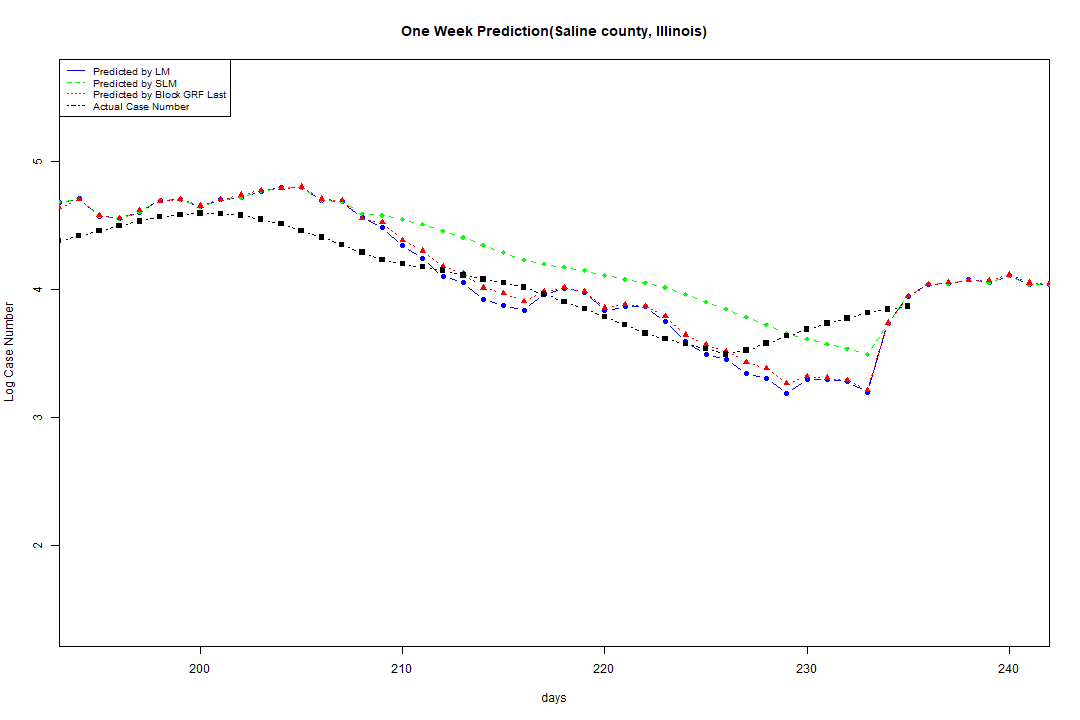 One Week Prediction(Saline county, Illinois)
Predicted by LM
Predicted by SLM
Predicted by Block GRF Last
Actual Case Number
5
4
3
2
Log Case Number
200 210 220 230 240
days